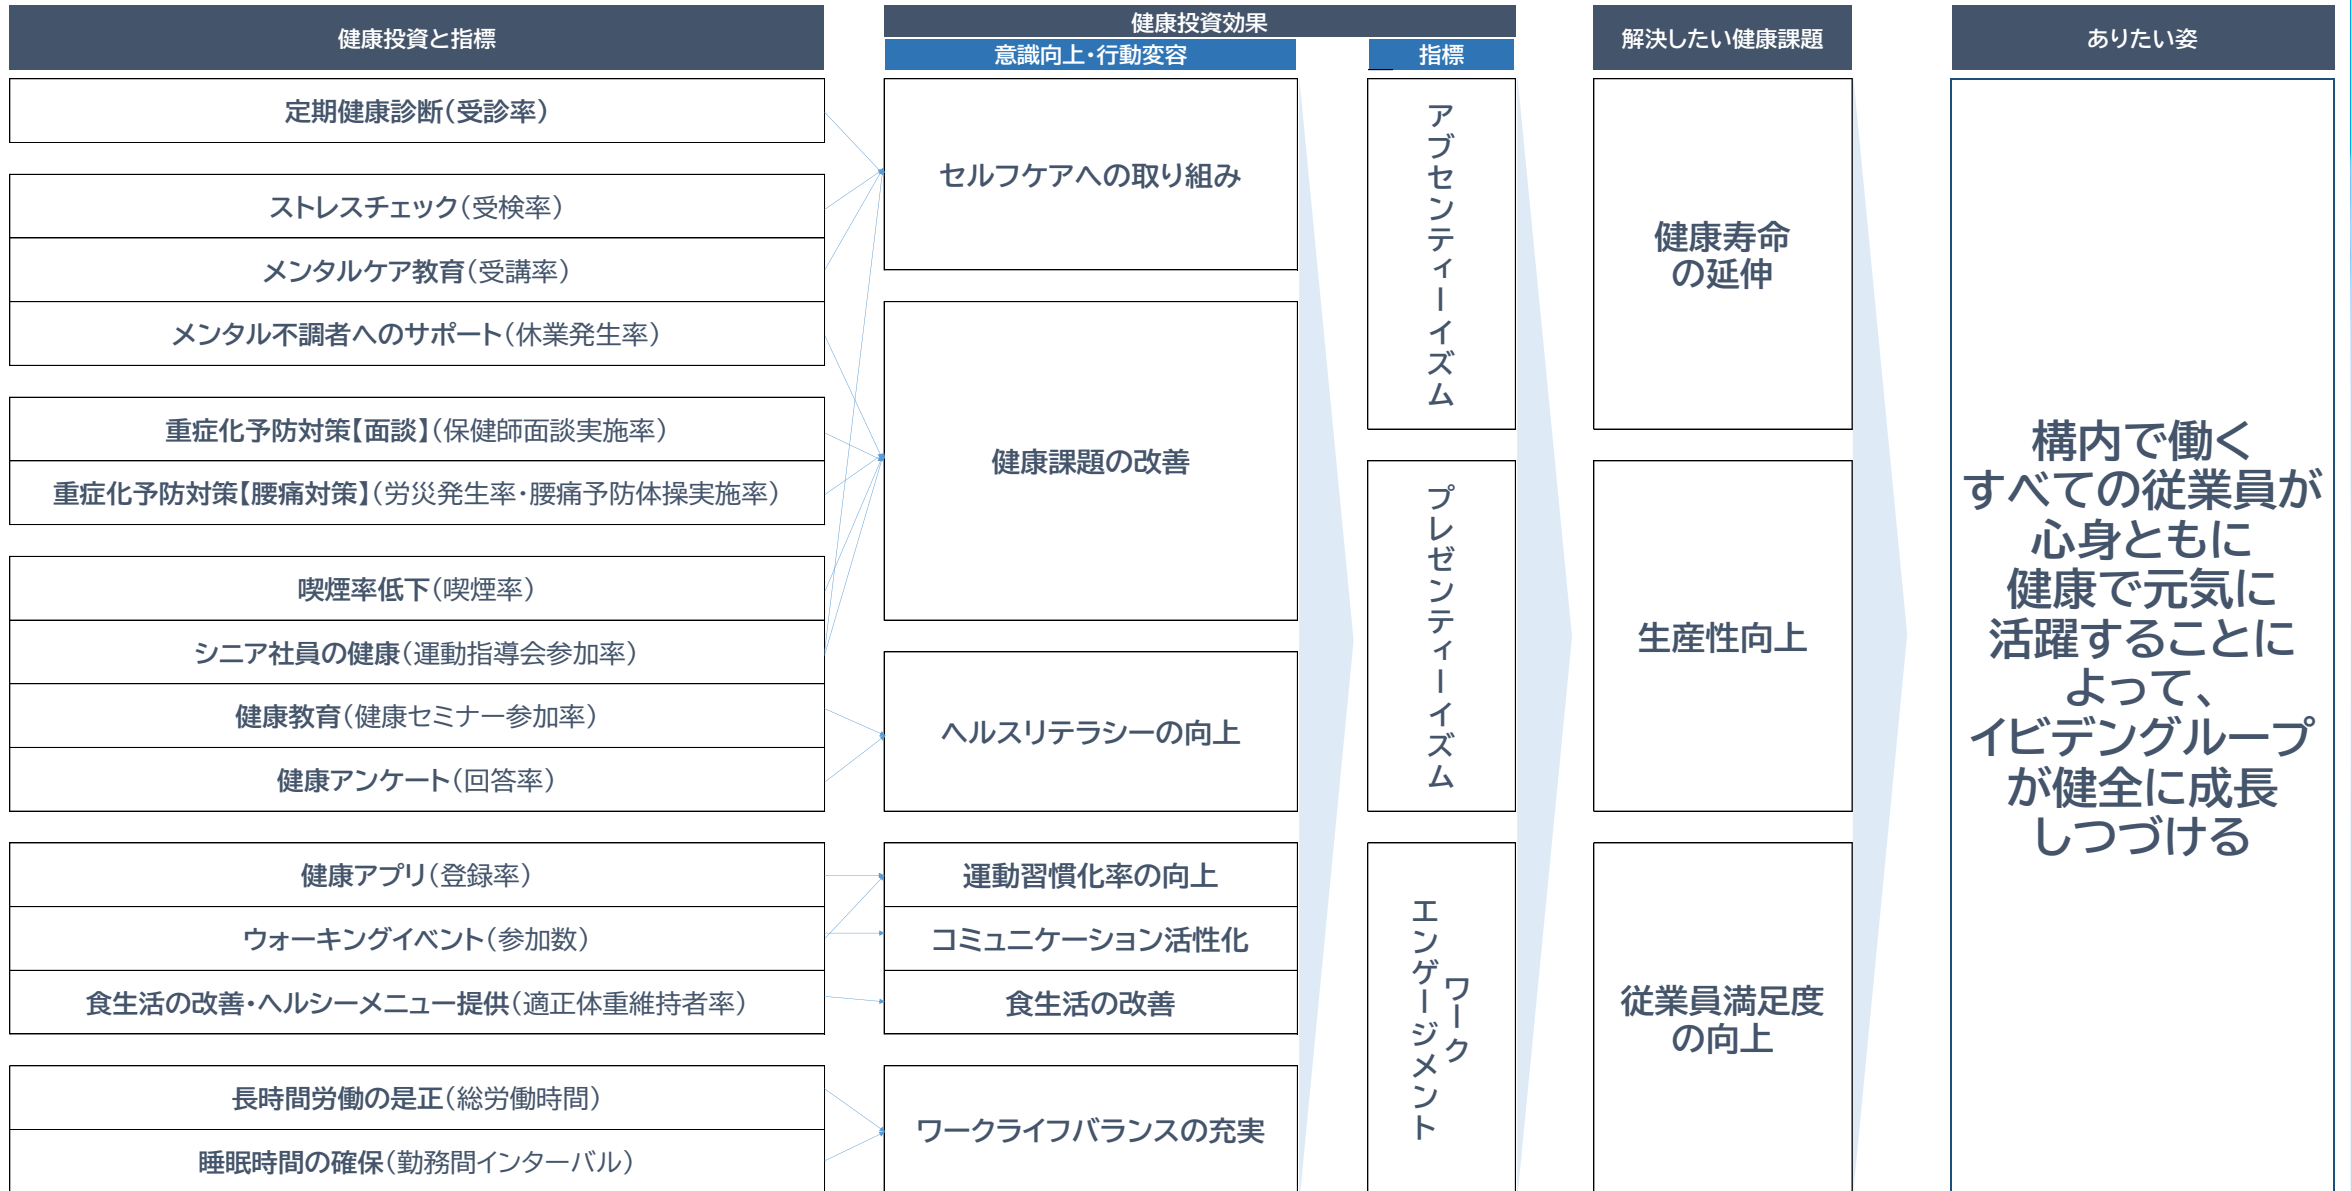 健康投資と指標
健康投資効果
意識向上・行動変容
指標
解決したい健康課題
ありたい姿
定期健康診断(受診率)
ストレスチェック(受検率)
メンタルケア教育(受講率)
メンタル不調者へのサポート(休業発生率)
重症化予防対策【面談】(保健師面談実施率)
重症化予防対策【腰痛対策】(労災発生率・腰痛予防体操実施率)
喫煙率低下(喫煙率)
シニア社員の健康(運動指導会参加率)
健康教育(健康セミナー参加率)
健康アンケート(回答率)
健康アプリ(登録率)
ウォーキングイベント(参加数)
食生活の改善・ヘルシーメニュー提供(適正体重維持者率)
長時間労働の是正(総労働時間)
睡眠時間の確保(勤務間インターバル)
セルフケアへの取り組み
健康課題の改善
ヘルスリテラシーの向上
運動習慣化率の向上
コミュニケーション活性化
食生活の改善
ワークライフバランスの充実
アブセンティーイズム
プレゼンティーイズム
ワーク
エンゲージメント
健康寿命
の延伸
生産性向上
従業員満足度
の向上
構内で働く
すべての従業員が
心身ともに
健康で元気に
活躍することに
よって、
イビデングループ
が健全に成長
しつづける